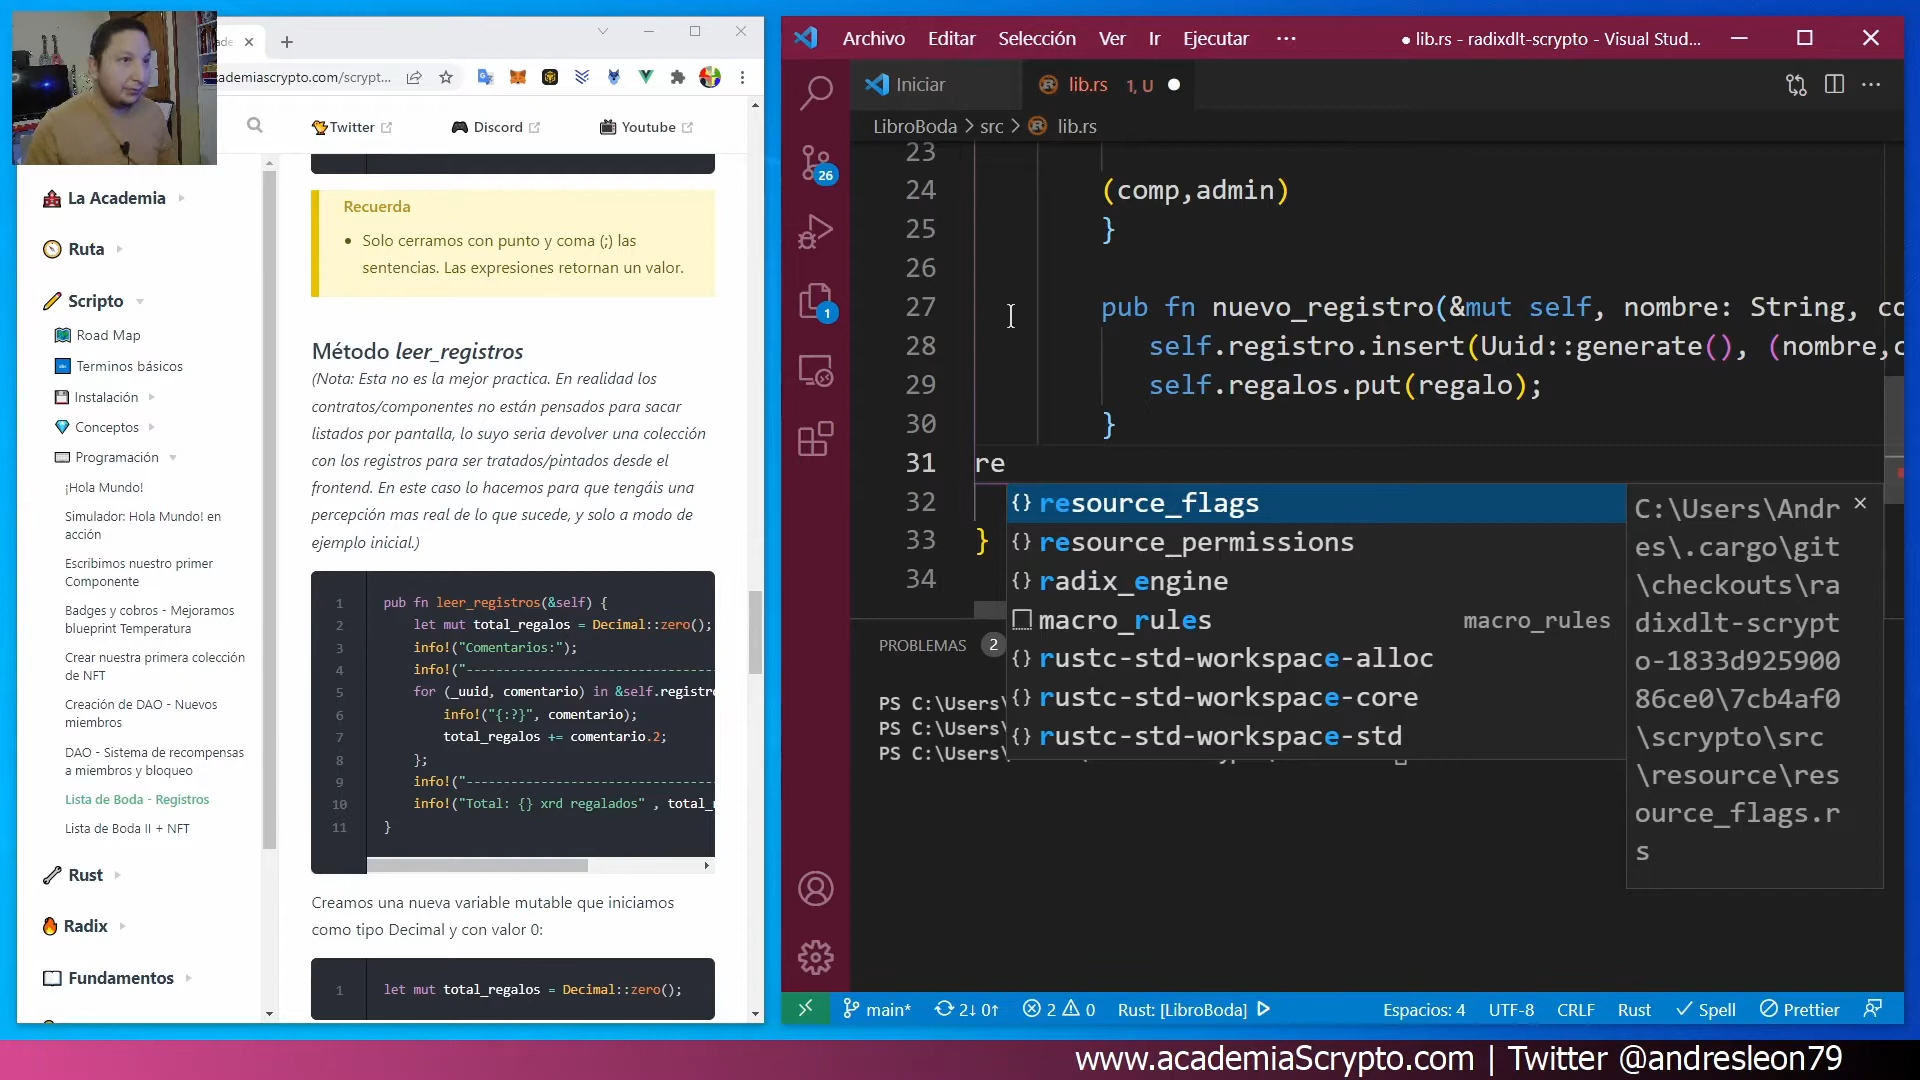 ademiascrypto.com/scrypt...
Twitter
Discord
Youtube
La Academia
Ruta
Scripto
Road Map
Terminos básicos
Instalación
Conceptos
Programación
¡Hola Mundo!
Simulador: Hola Mundo! en
acción
Escribimos nuestro primer
Componente
Badges y cobros - Mejoramos
blueprint Temperatura
Crear nuestra primera colección
de NFT
Creación de DAO - Nuevos
miembros
DAO - Sistema de recompensas
a miembros y bloqueo
Lista de Boda - Registros
Lista de Boda II + NFT
Rust
Radix
Fundamentos
Recuerda
Solo cerramos con punto y coma (;) las
sentencias. Las expresiones retornan un valor.
Método leer_registros
(Nota: Esta no es la mejor practica. En realidad los
contratos/componentes no están pensados para sacar
listados por pantalla, lo suyo seria devolver una colección
con los registros para ser tratados/pintados desde el
frontend. En este caso lo hacemos para que tengáis una
percepción mas real de lo que sucede, y solo a modo de
ejemplo inicial.)
1 pub fn leer_registros(&self) {
2 let mut total_regalos = Decimal::zero();
3 info!("Comentarios:");
4 info!("----------------------------------
5 for (_uuid, comentario) in &self.registro
6 info!("{:?}", comentario);
7 total_regalos += comentario.2;
8 };
9 info!("----------------------------------
10 info!("Total: {} xrd regalados" , total_r
11 }
Creamos una nueva variable mutable que iniciamos
como tipo Decimal y con valor 0:
1 let mut total_regalos = Decimal::zero();
Archivo Editar Selección Ver Ir Ejecutar ··· ● lib.rs - radixdlt-scrypto - Visual Stud...
Iniciar
lib.rs 1, U
LibroBoda > src > lib.rs
26
1
23
24 (comp,admin)
25 }
26
27 pub fn nuevo_registro(&mut self, nombre: String, co
28 self.registro.insert(Uuid::generate(), (nombre,c
29 self.regalos.put(regalo);
30 }
31 re
32
33 }
34
resource_flags
resource_permissions
radix_engine
macro_rules macro_rules
rustc-std-workspace-alloc
rustc-std-workspace-core
rustc-std-workspace-std
C:\Users\Andr
es\.cargo\git
\checkouts\ra
dixdlt-scrypt
o-1833d925900
86ce0\7cb4af0
\scrypto\src
\resource\res
ource_flags.r
s
PROBLEMAS 2
PS C:\Users\
PS C:\Users\
PS C:\Users\
main* 2↓ 0↑ 2 0 Rust: [LibroBoda] Espacios: 4 UTF-8 CRLF Rust Spell Prettier
www.academiaScrypto.com | Twitter @andresleon79